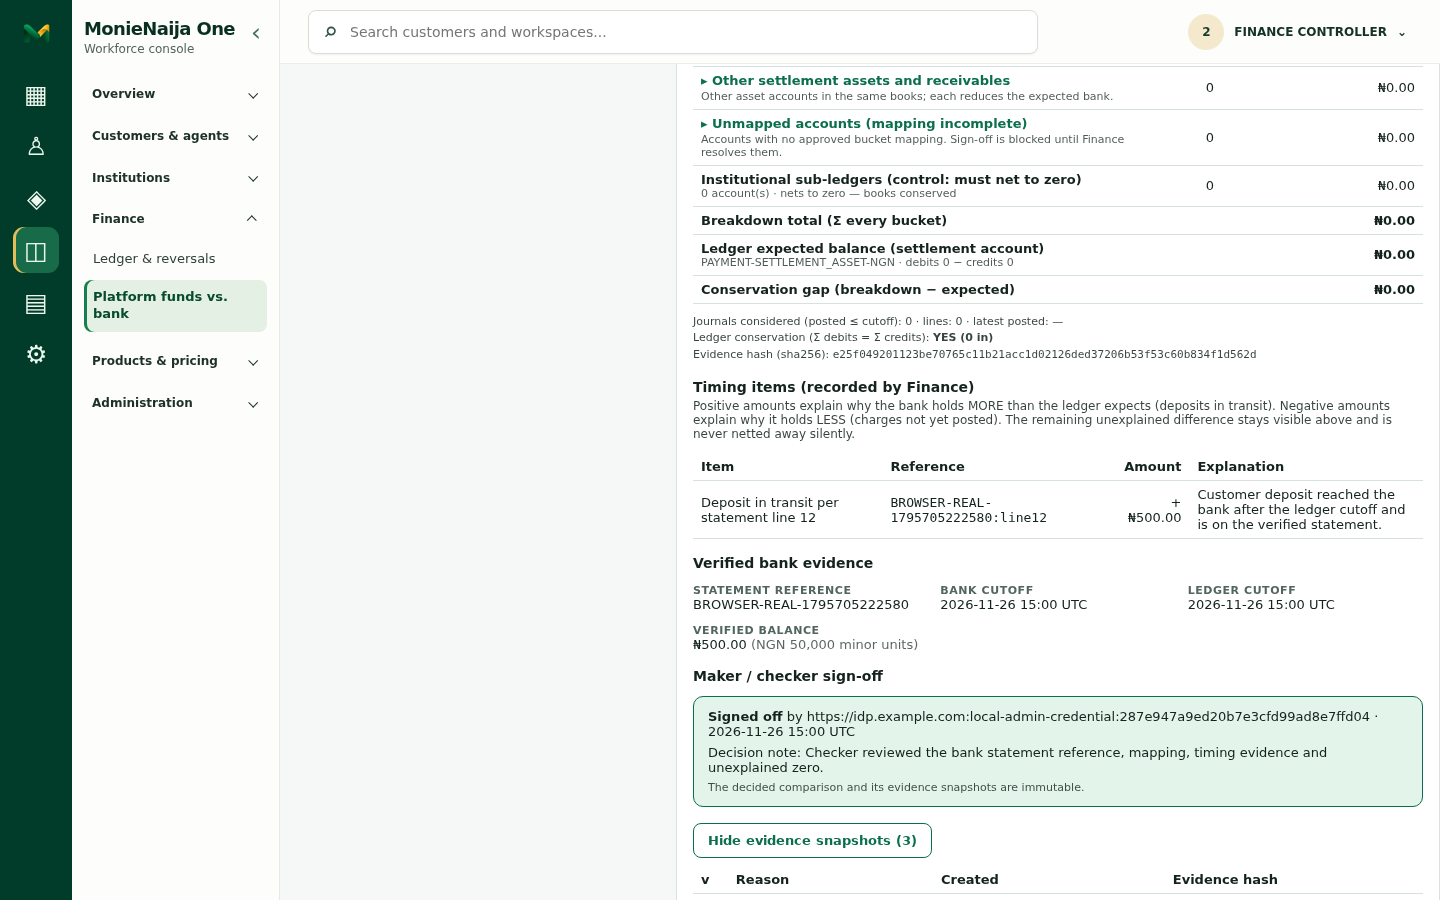 MonieNaija One
Workforce console
Search customers and workspaces...
2 FINANCE CONTROLLER
Overview
Customers & agents
Institutions
Finance
Ledger & reversals
Platform funds vs.
bank
Products & pricing
Administration
▸ Other settlement assets and receivables 0 ₦0.00
Other asset accounts in the same books; each reduces the expected bank.
▸ Unmapped accounts (mapping incomplete) 0 ₦0.00
Accounts with no approved bucket mapping. Sign-off is blocked until Finance
resolves them.
Institutional sub-ledgers (control: must net to zero) 0 ₦0.00
0 account(s) · nets to zero — books conserved
Breakdown total (Σ every bucket) ₦0.00
Ledger expected balance (settlement account) ₦0.00
PAYMENT-SETTLEMENT_ASSET-NGN · debits 0 − credits 0
Conservation gap (breakdown − expected) ₦0.00
Journals considered (posted ≤ cutoff): 0 · lines: 0 · latest posted: —
Ledger conservation (Σ debits = Σ credits): YES (0 in)
Evidence hash (sha256): e25f049201123be70765c11b21acc1d02126ded37206b53f53c60b834f1d562d
Timing items (recorded by Finance)
Positive amounts explain why the bank holds MORE than the ledger expects (deposits in transit). Negative amounts
explain why it holds LESS (charges not yet posted). The remaining unexplained difference stays visible above and is
never netted away silently.
Item Reference Amount Explanation
Deposit in transit per
statement line 12
BROWSER-REAL-
1795705222580:line12
+
₦500.00
Customer deposit reached the
bank after the ledger cutoff and
is on the verified statement.
Verified bank evidence
STATEMENT REFERENCE BANK CUTOFF LEDGER CUTOFF
BROWSER-REAL-1795705222580 2026-11-26 15:00 UTC 2026-11-26 15:00 UTC
VERIFIED BALANCE
₦500.00 (NGN 50,000 minor units)
Maker / checker sign-off
Signed off by https://idp.example.com:local-admin-credential:287e947a9ed20b7e3cfd99ad8e7ffd04 ·
2026-11-26 15:00 UTC
Decision note: Checker reviewed the bank statement reference, mapping, timing evidence and
unexplained zero.
The decided comparison and its evidence snapshots are immutable.
Hide evidence snapshots (3)
v Reason Created Evidence hash